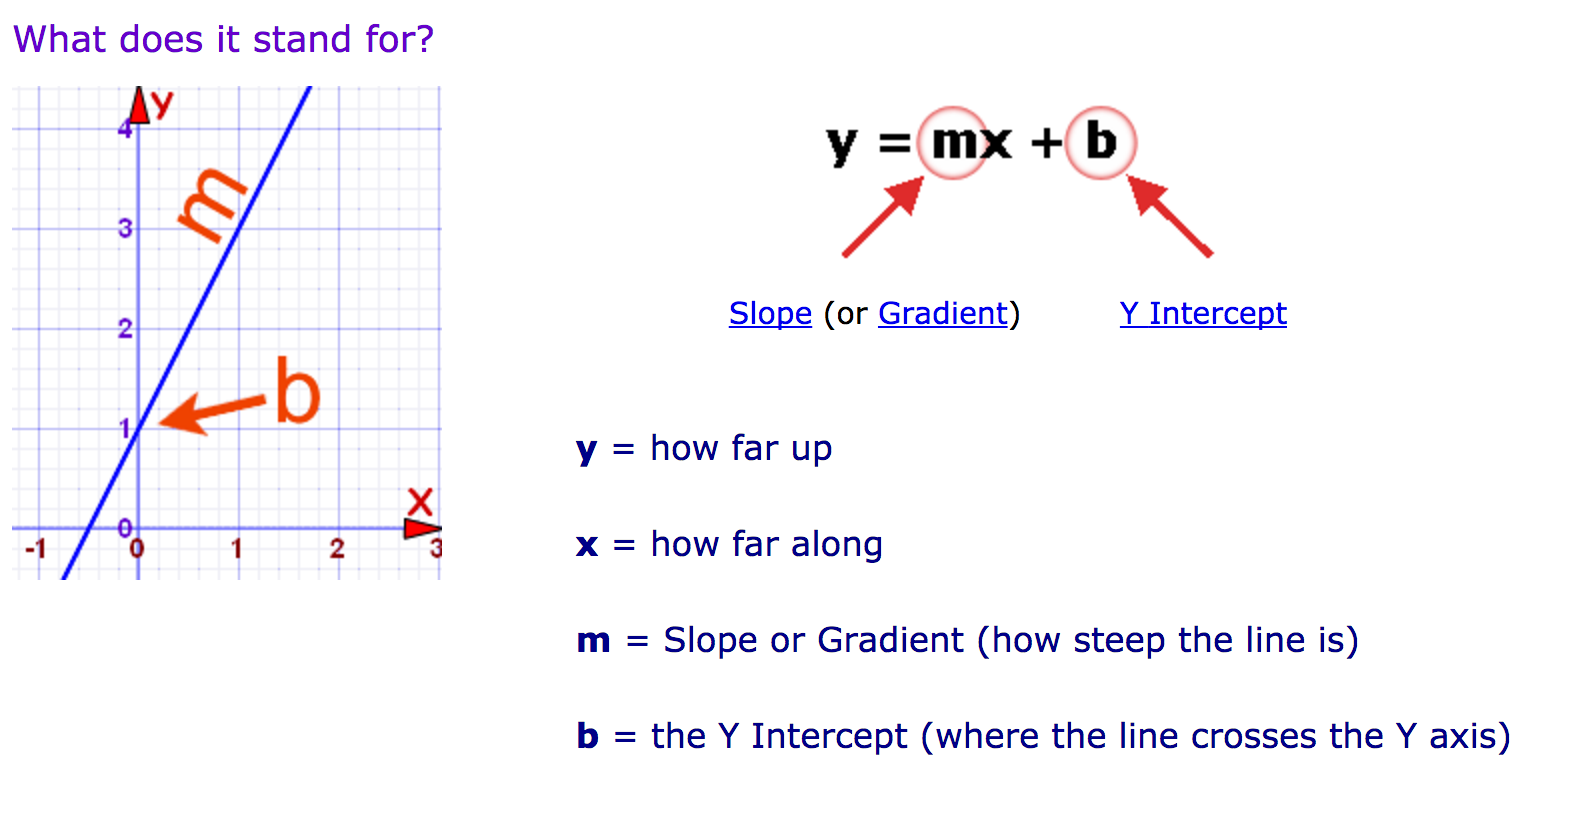 What does it stand for?
y
4
m
3
2
b
1
x
0
-1 0 1 2 3
y = mx + b
Slope (or Gradient) Y Intercept
y = how far up
x = how far along
m = Slope or Gradient (how steep the line is)
b = the Y Intercept (where the line crosses the Y axis)